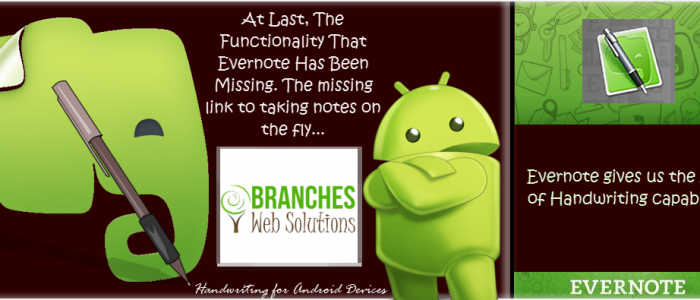 At Last, The
Functionality That
Evernote Has Been
Missing. The missing
link to taking notes on
the fly...
BRANCHES
Web Solutions
Handwriting for Android Devices
Evernote gives us the
of Handwriting capab
EVERNOTE